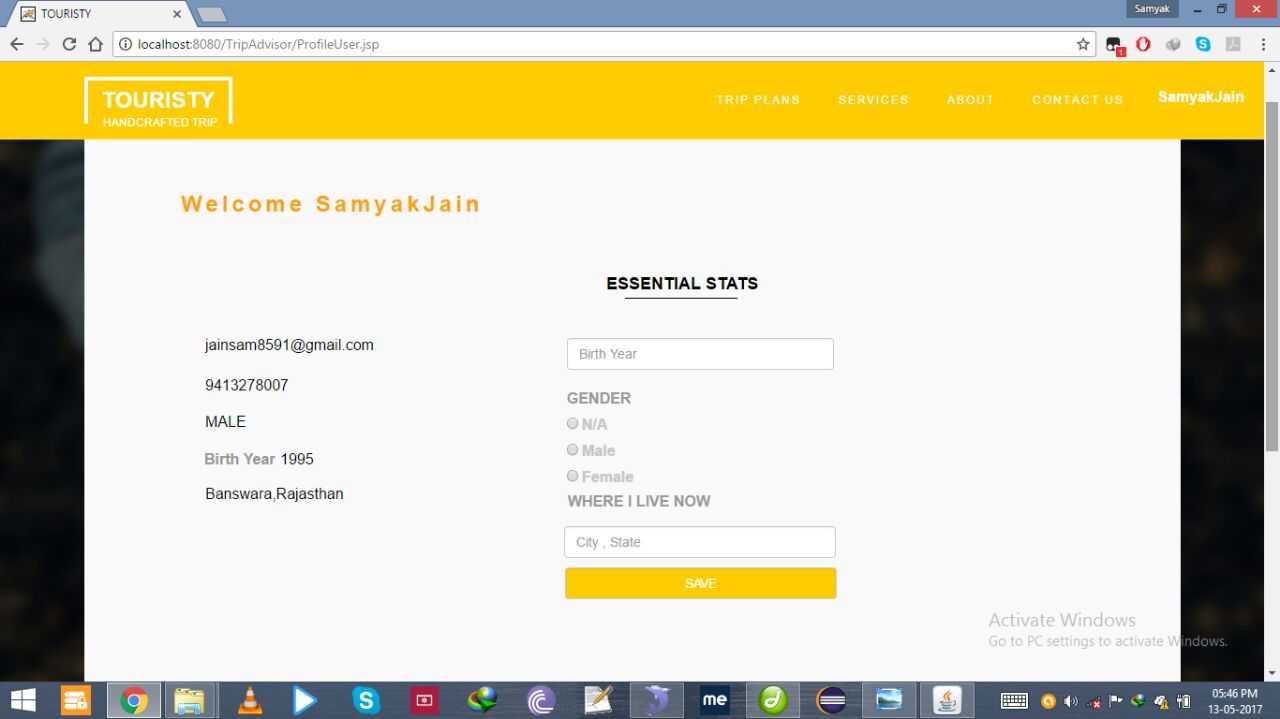 TOURISTY
Samyak
localhost:8080/TripAdvisor/ProfileUser.jsp
1
TOURISTY
HANDCRAFTED TRIP
TRIP PLANS
SERVICES
ABOUT
CONTACT US
SamyakJain
Welcome SamyakJain
ESSENTIAL STATS
jainsam8591@gmail.com
9413278007
MALE
Birth Year 1995
Banswara,Rajasthan
Birth Year
GENDER
N/A
Male
Female
WHERE I LIVE NOW
City , State
SAVE
Activate Windows
Go to PC settings to activate Windows.
me
05:46 PM
13-05-2017